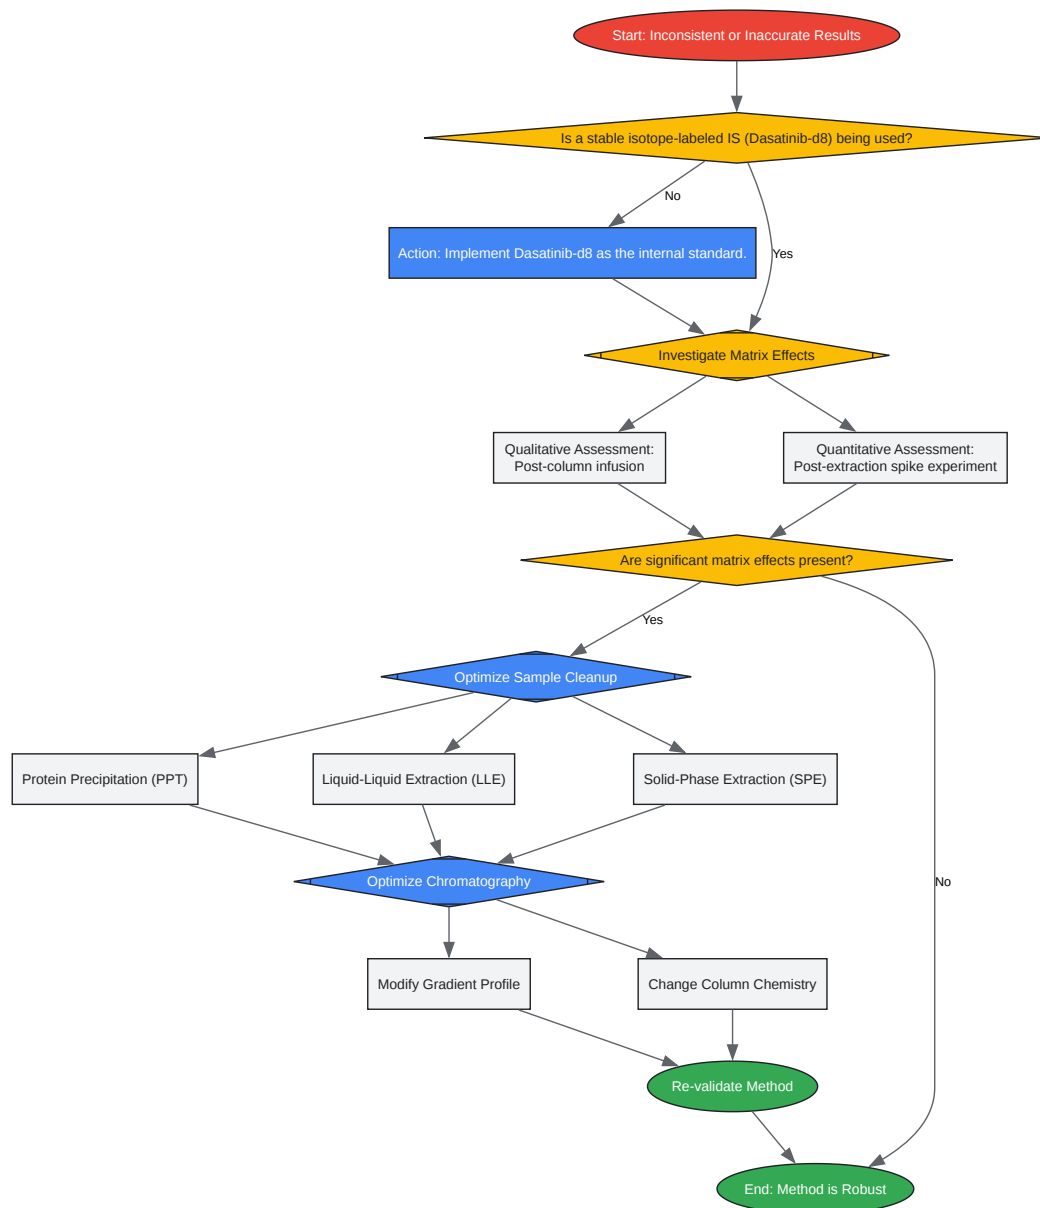 Start: Inconsistent or Inaccurate Results
Is a stable isotope-labeled IS (Dasatinib-d8) being used?
No
Action: Implement Dasatinib-d8 as the internal standard.
Yes
Investigate Matrix Effects
Qualitative Assessment:
Post-column infusion
Quantitative Assessment:
Post-extraction spike experiment
Are significant matrix effects present?
Yes
Optimize Sample Cleanup
Protein Precipitation (PPT)
Liquid-Liquid Extraction (LLE)
Solid-Phase Extraction (SPE)
Optimize Chromatography
No
Modify Gradient Profile
Change Column Chemistry
Re-validate Method
End: Method is Robust